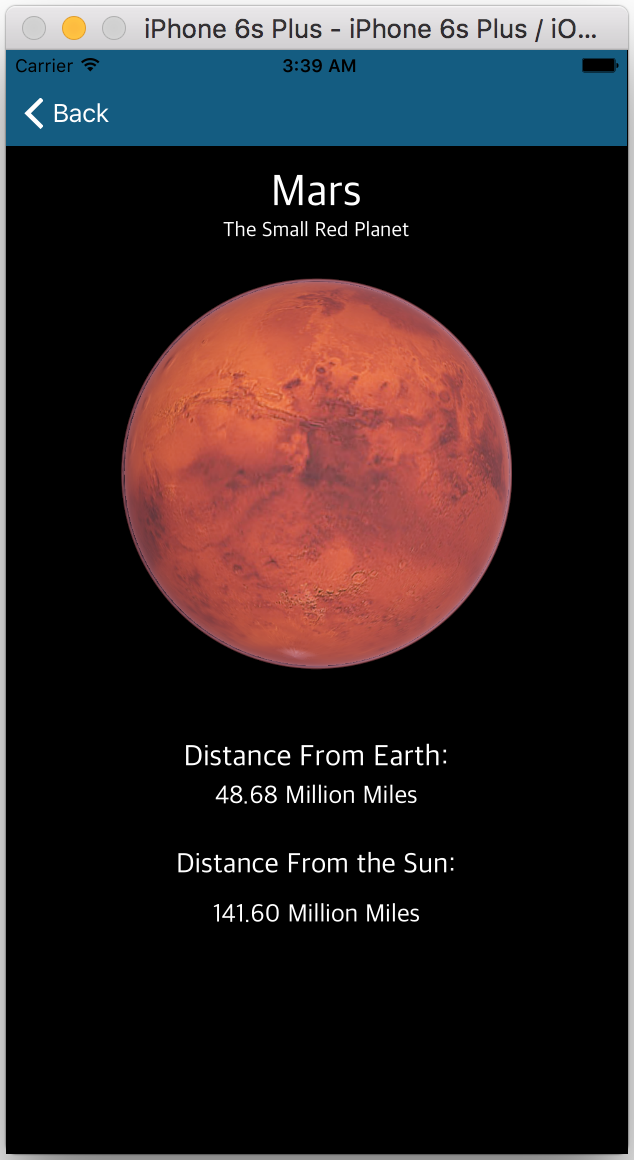 iPhone 6s Plus - iPhone 6s Plus / iO...
Carrier 3:39 AM
Back
Mars
The Small Red Planet
Distance From Earth:
48.68 Million Miles
Distance From the Sun:
141.60 Million Miles